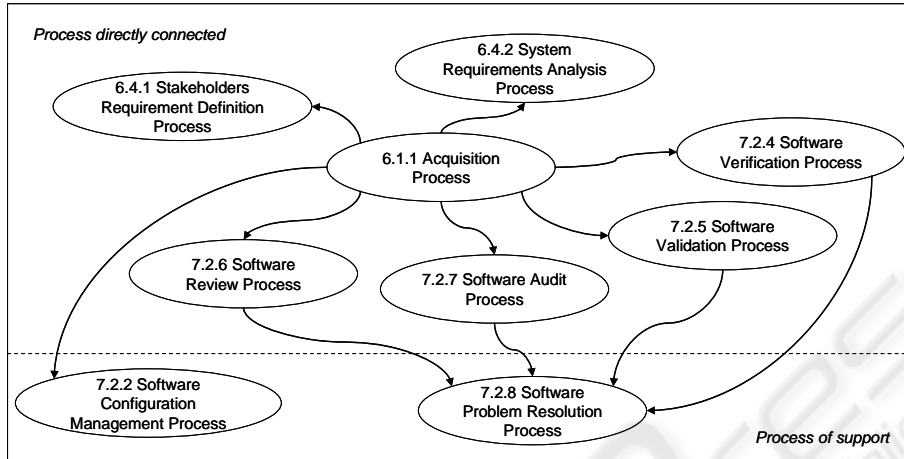 Process directly connected
6.4.2 System
Requirements Analysis
Process
6.4.1 Stakeholders
Requirement Definition
Process
7.2.4 Software
Verification Process
6.1.1 Acquisition
Process
7.2.5 Software
Validation Process
7.2.6 Software
Review Process
7.2.7 Software Audit
Process
7.2.2 Software
Configuration
Management Process
7.2.8 Software
Problem Resolution
Process
Process of support